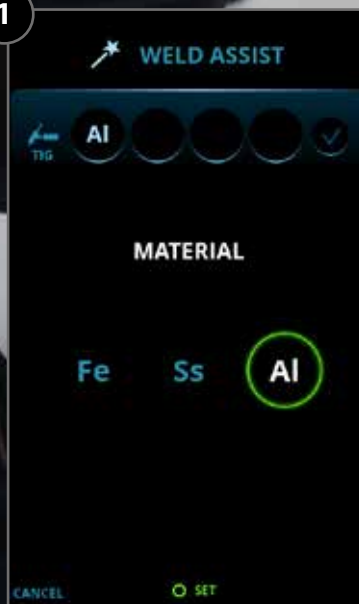 1
WELD ASSIST
TIG
Al
MATERIAL
Fe Ss Al
CANCEL SET